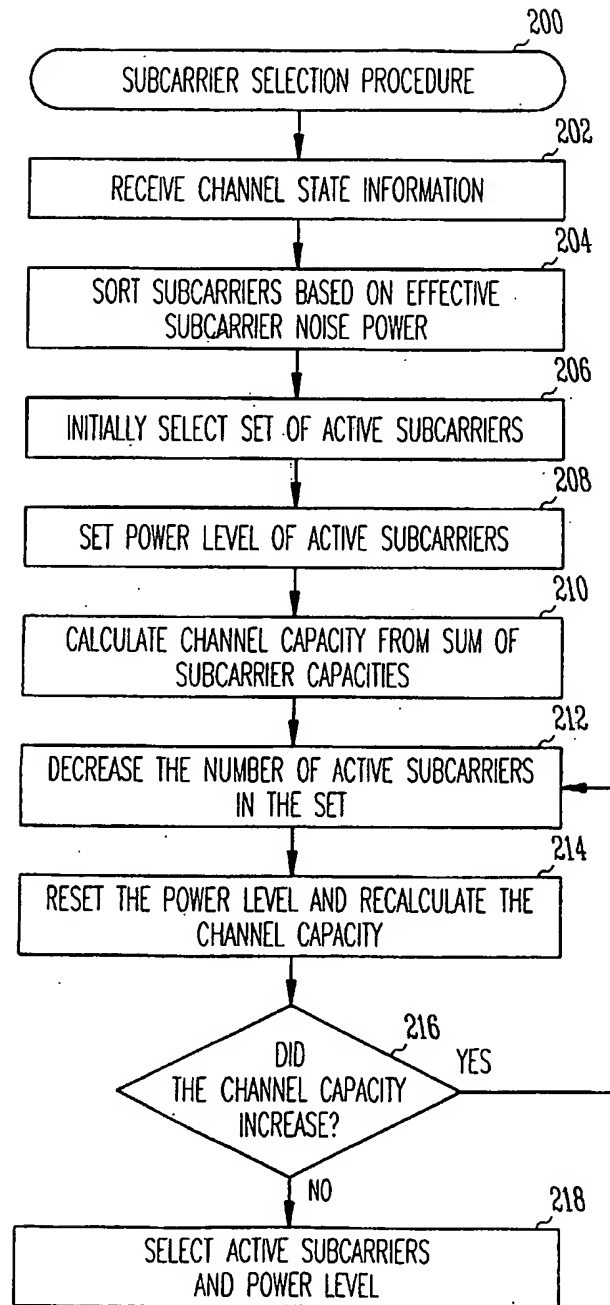 200
SUBCARRIER SELECTION PROCEDURE
202
RECEIVE CHANNEL STATE INFORMATION
204
SORT SUBCARRIERS BASED ON EFFECTIVE
SUBCARRIER NOISE POWER
206
INITIALLY SELECT SET OF ACTIVE SUBCARRIERS
208
SET POWER LEVEL OF ACTIVE SUBCARRIERS
210
CALCULATE CHANNEL CAPACITY FROM SUM OF
SUBCARRIER CAPACITIES
212
DECREASE THE NUMBER OF ACTIVE SUBCARRIERS
IN THE SET
214
RESET THE POWER LEVEL AND RECALCULATE THE
CHANNEL CAPACITY
216
DID
THE CHANNEL CAPACITY
INCREASE?
YES
NO
218
SELECT ACTIVE SUBCARRIERS
AND POWER LEVEL